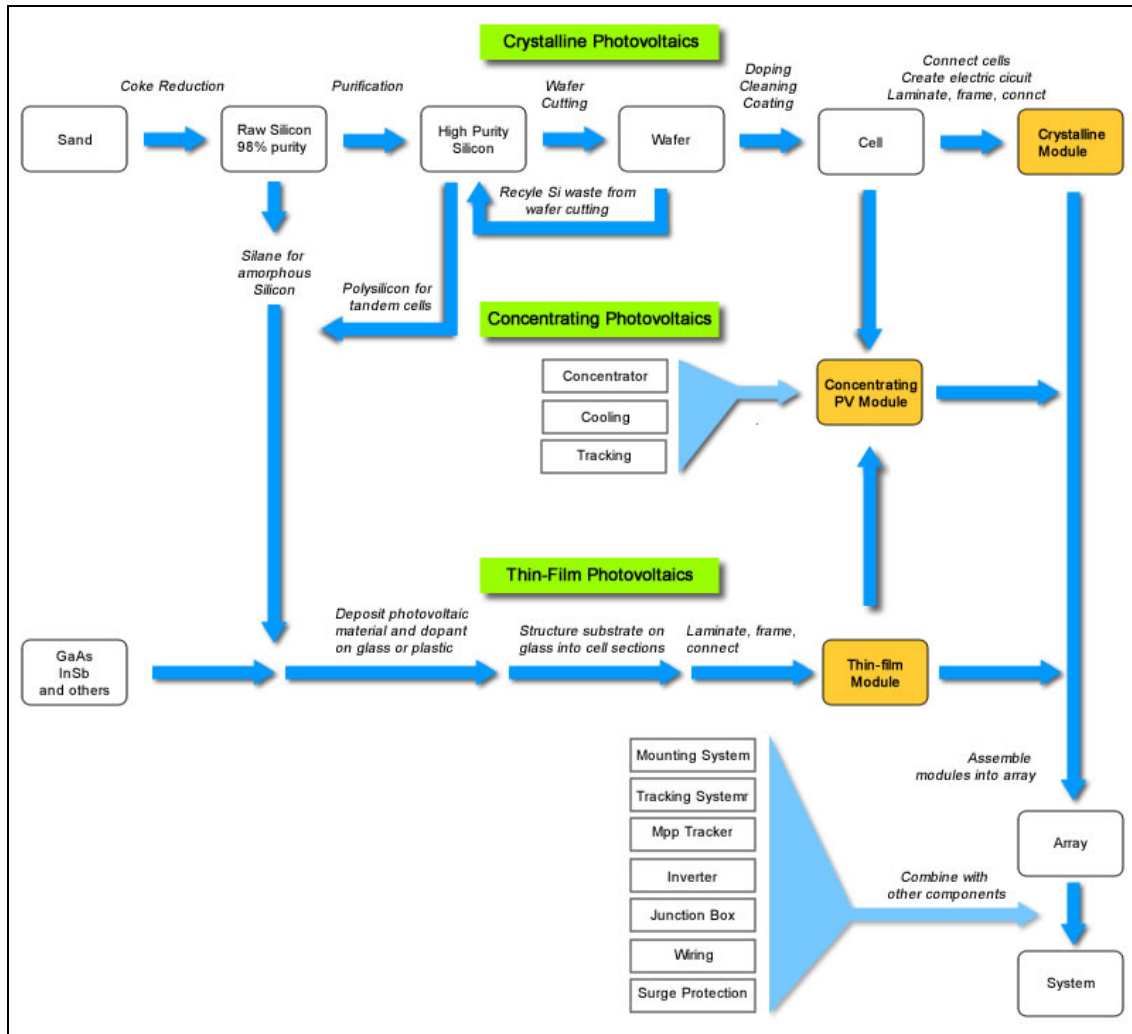 Crystalline Photovoltaics
Coke Reduction
Purification
Wafer
Cutting
Doping
Cleaning
Coating
Connect cells
Create electric cicuit
Laminate, frame, connct
Sand
Raw Silicon
98% purity
High Purity
Silicon
Wafer
Cell
Crystalline
Module
Recyle Si waste from
wafer cutting
Silane for
amorphous
Silicon
Polysilicon for
tandem cells
Concentrating Photovoltaics
Concentrator
Cooling
Tracking
Concentrating
PV Module
Thin-Film Photovoltaics
Deposit photovoltaic
material and dopant
on glass or plastic
Structure substrate on
glass into cell sections
Laminate, frame,
connect
GaAs
InSb
and others
Thin-film
Module
Mounting System
Tracking Systemr
Mpp Tracker
Inverter
Junction Box
Wiring
Surge Protection
Assemble
modules into array
Array
Combine with
other components
System